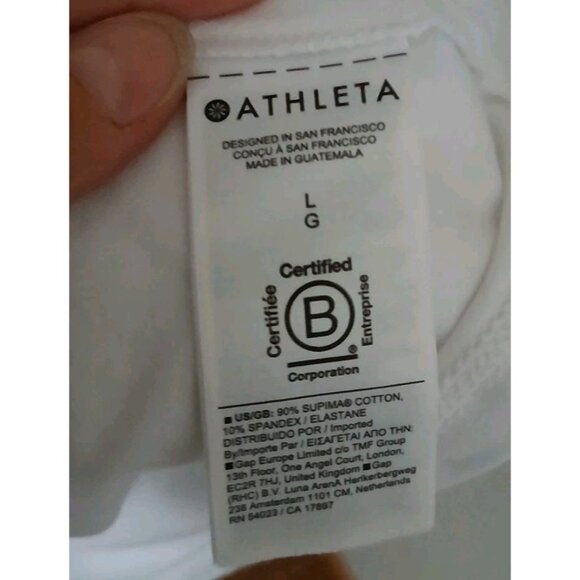 ATHLETA
DESIGNED IN SAN FRANCISCO
CONÇU À SAN FRANCISCO
MADE IN GUATEMALA
L
G
Certified
Certifiée
B
Entreprise
®
Corporation
■ US/GB: 90% SUPIMA® COTTON,
10% SPANDEX / ELASTANE
DISTRIBUIDO POR / Imported
By/Importe Par / ΕΙΣΑΓΕΤΑΙ ΑΠΟ ΤΗΝ:
■Gap Europe Limited c/o TMF Group
13th Floor, One Angel Court, London,
EC2R 7HJ, United Kingdom ■ Gap
(RHC) B.V. Luna ArenA Herikerbergweg
238 Amsterdam 1101 CM, Netherlands
RN 54023 / CA 17897